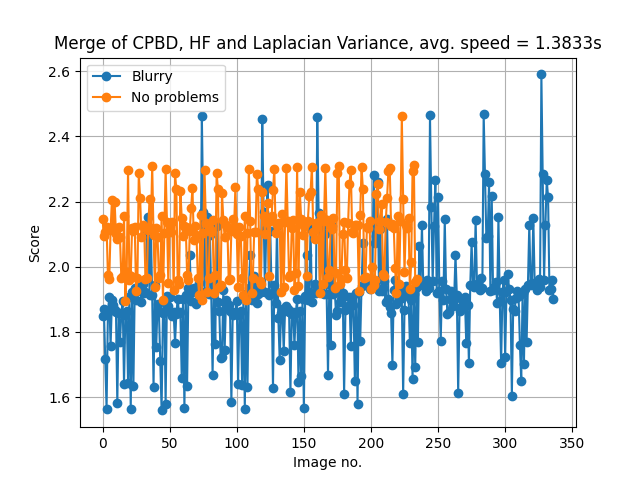 Merge of CPBD, HF and Laplacian Variance, avg. speed = 1.3833s
Blurry
No problems
2.6
2.4
2.2
2.0
1.8
1.6
Score
0 50 100 150 200 250 300 350
Image no.